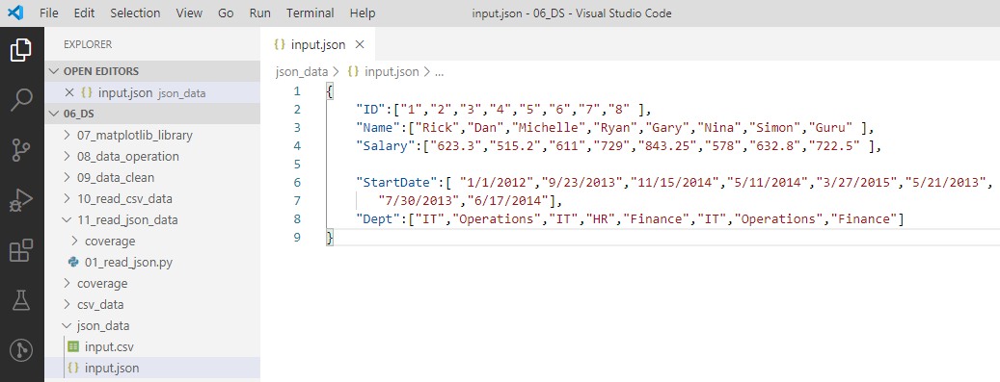 File Edit Selection View Go Run Terminal Help input.json - 06_DS - Visual Studio Code
EXPLORER
OPEN EDITORS
input.json json_data
06_DS
07_matplotlib_library
08_data_operation
09_data_clean
10_read_csv_data
11_read_json_data
coverage
01_read_json.py
coverage
csv_data
json_data
input.csv
{} input.json
{} input.json
json_data > {} input.json > ...
1 {
2 "ID":["1","2","3","4","5","6","7","8" ],
3 "Name":["Rick","Dan","Michelle","Ryan","Gary","Nina","Simon","Guru" ],
4 "Salary":["623.3","515.2","611","729","843.25","578","632.8","722.5" ],
5
6 "StartDate":[ "1/1/2012","9/23/2013","11/15/2014","5/11/2014","3/27/2015","5/21/2013",
7 "7/30/2013","6/17/2014"],
8 "Dept":["IT","Operations","IT","HR","Finance","IT","Operations","Finance"]
9 }